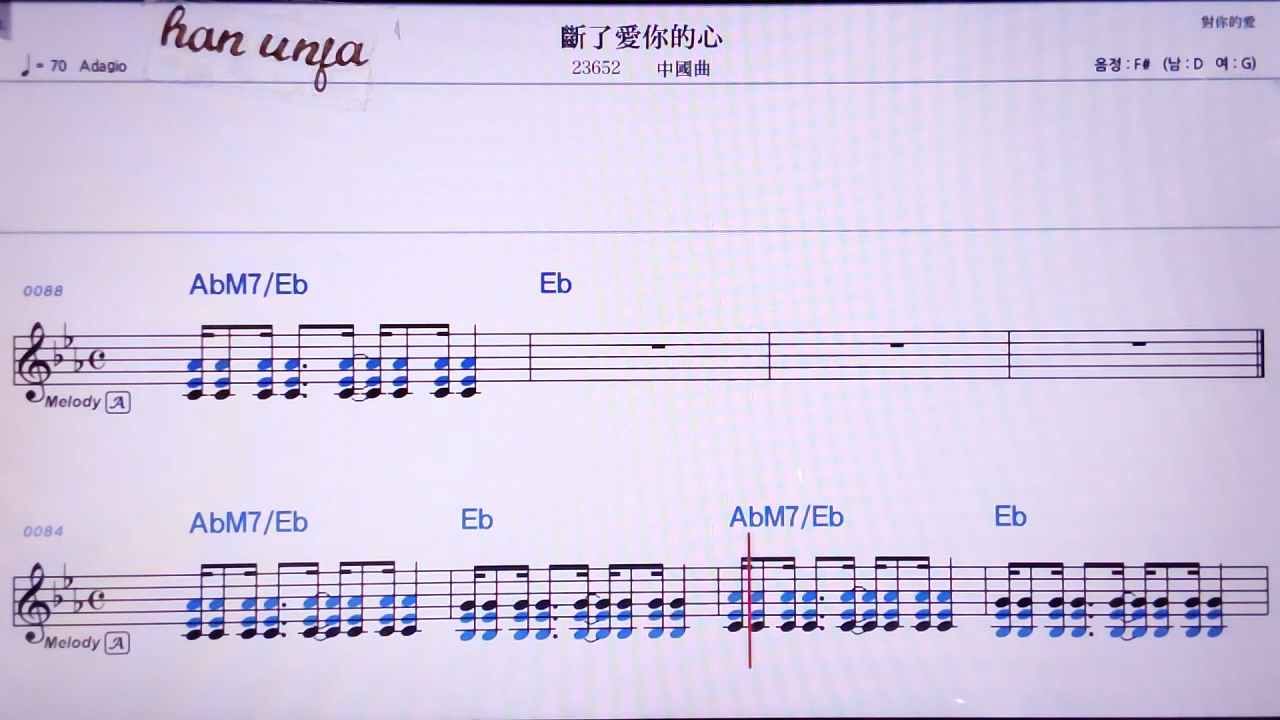 han unfa
斷了愛你的心
對你的愛
♩= 70 Adagio
23652 中國曲
음정 : F# (남 : D 여 : G)
0088
AbM7/Eb Eb
Melody A
0084
AbM7/Eb Eb AbM7/Eb Eb
Melody A